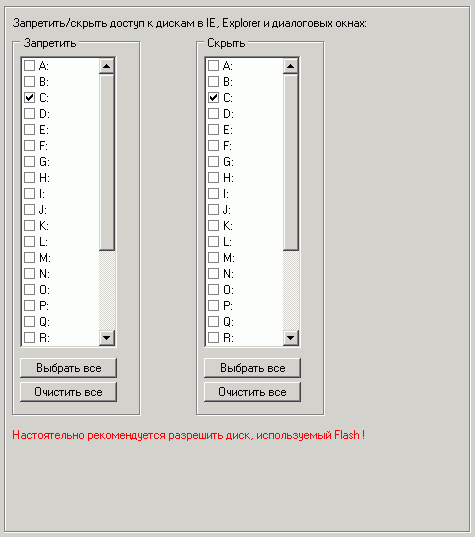 Запретить/скрыть доступ к дискам в IE, Explorer и диалоговых окнах:
Запретить
A:
B:
C:
D:
E:
F:
G:
H:
I:
J:
K:
L:
M:
N:
O:
P:
Q:
R:
Выбрать все
Очистить все
Скрыть
A:
B:
C:
D:
E:
F:
G:
H:
I:
J:
K:
L:
M:
N:
O:
P:
Q:
R:
Выбрать все
Очистить все
Настоятельно рекомендуется разрешить диск, используемый Flash !